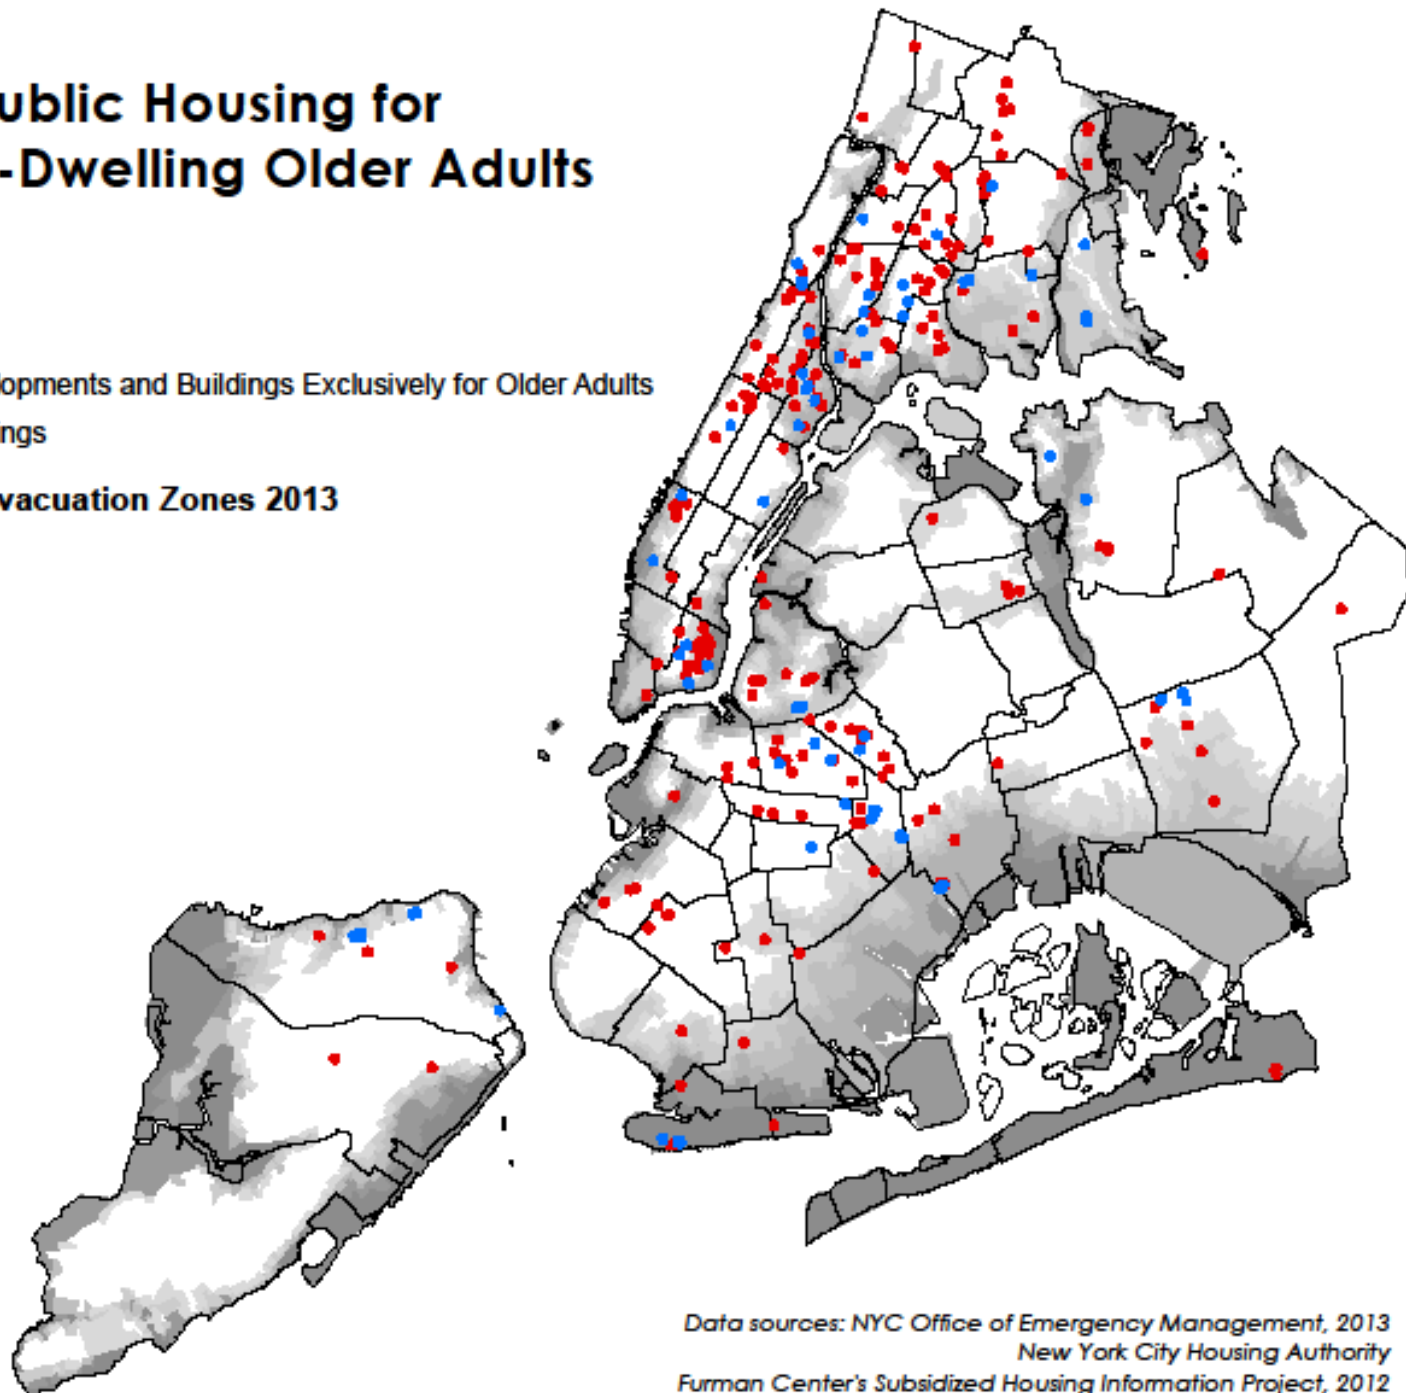 ublic Housing for
-Dwelling Older Adults
lopments and Buildings Exclusively for Older Adults
ngs
vacuation Zones 2013
Data sources: NYC Office of Emergency Management, 2013
New York City Housing Authority
Furman Center's Subsidized Housing Information Project, 2012